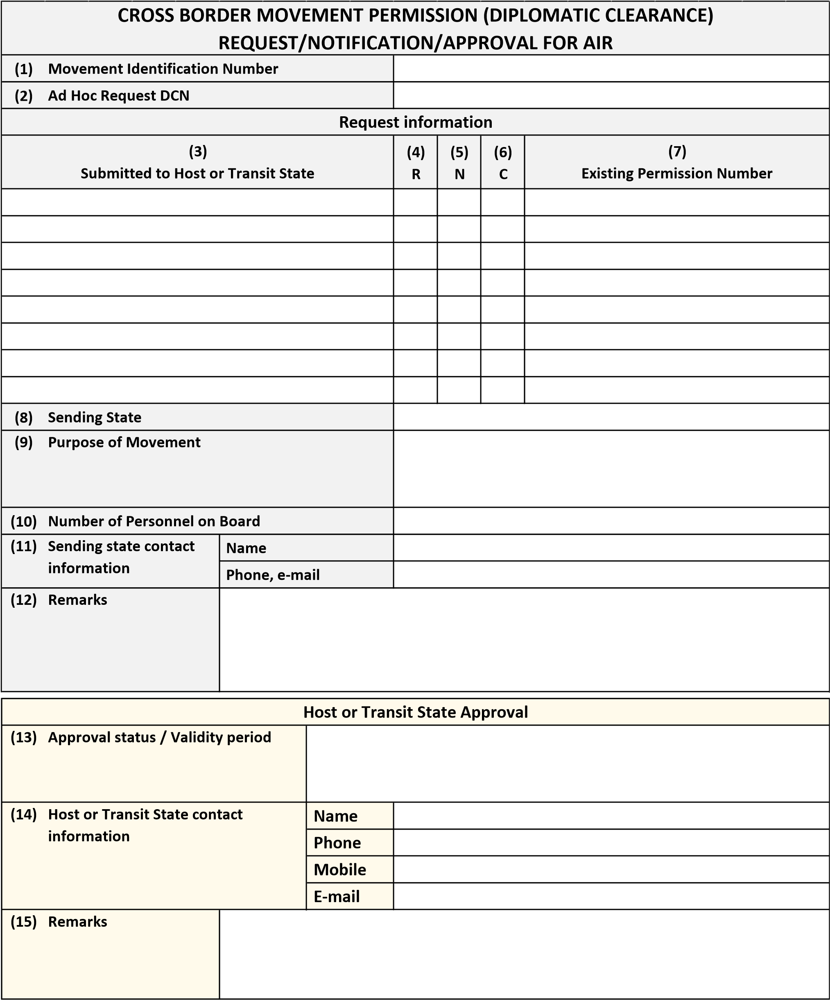 CROSS BORDER MOVEMENT PERMISSION (DIPLOMATIC CLEARANCE)
REQUEST/NOTIFICATION/APPROVAL FOR AIR
(1) Movement Identification Number
(2) Ad Hoc Request DCN
Request information
(3) (4) (5) (6) (7)
Submitted to Host or Transit State R N C Existing Permission Number
(8) Sending State
(9) Purpose of Movement
(10) Number of Personnel on Board
(11) Sending state contact
information
Name
Phone, e-mail
(12) Remarks
Host or Transit State Approval
(13) Approval status / Validity period
(14) Host or Transit State contact
information
Name
Phone
Mobile
E-mail
(15) Remarks